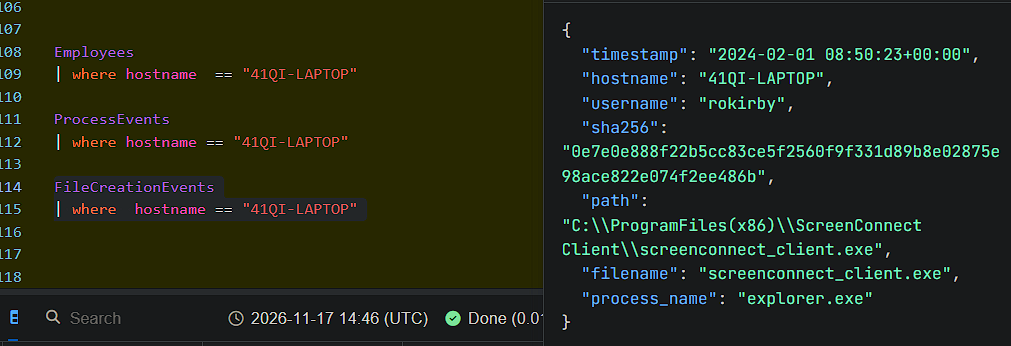 106
107
108 Employees
109 | where hostname  == "41QI-LAPTOP"
110
111 ProcessEvents
112 | where hostname == "41QI-LAPTOP"
113
114 FileCreationEvents
115 | where  hostname == "41QI-LAPTOP"
116
117
118
E Search 2026-11-17 14:46 (UTC) Done (0.01
{
"timestamp": "2024-02-01 08:50:23+00:00",
"hostname": "41QI-LAPTOP",
"username": "rokirby",
"sha256":
"0e7e0e888f22b5cc83ce5f2560f9f331d89b8e02875e
98ace822e074f2ee486b",
"path":
"C:\\ProgramFiles(x86)\\ScreenConnect
Client\\screenconnect_client.exe",
"filename": "screenconnect_client.exe",
"process_name": "explorer.exe"
}